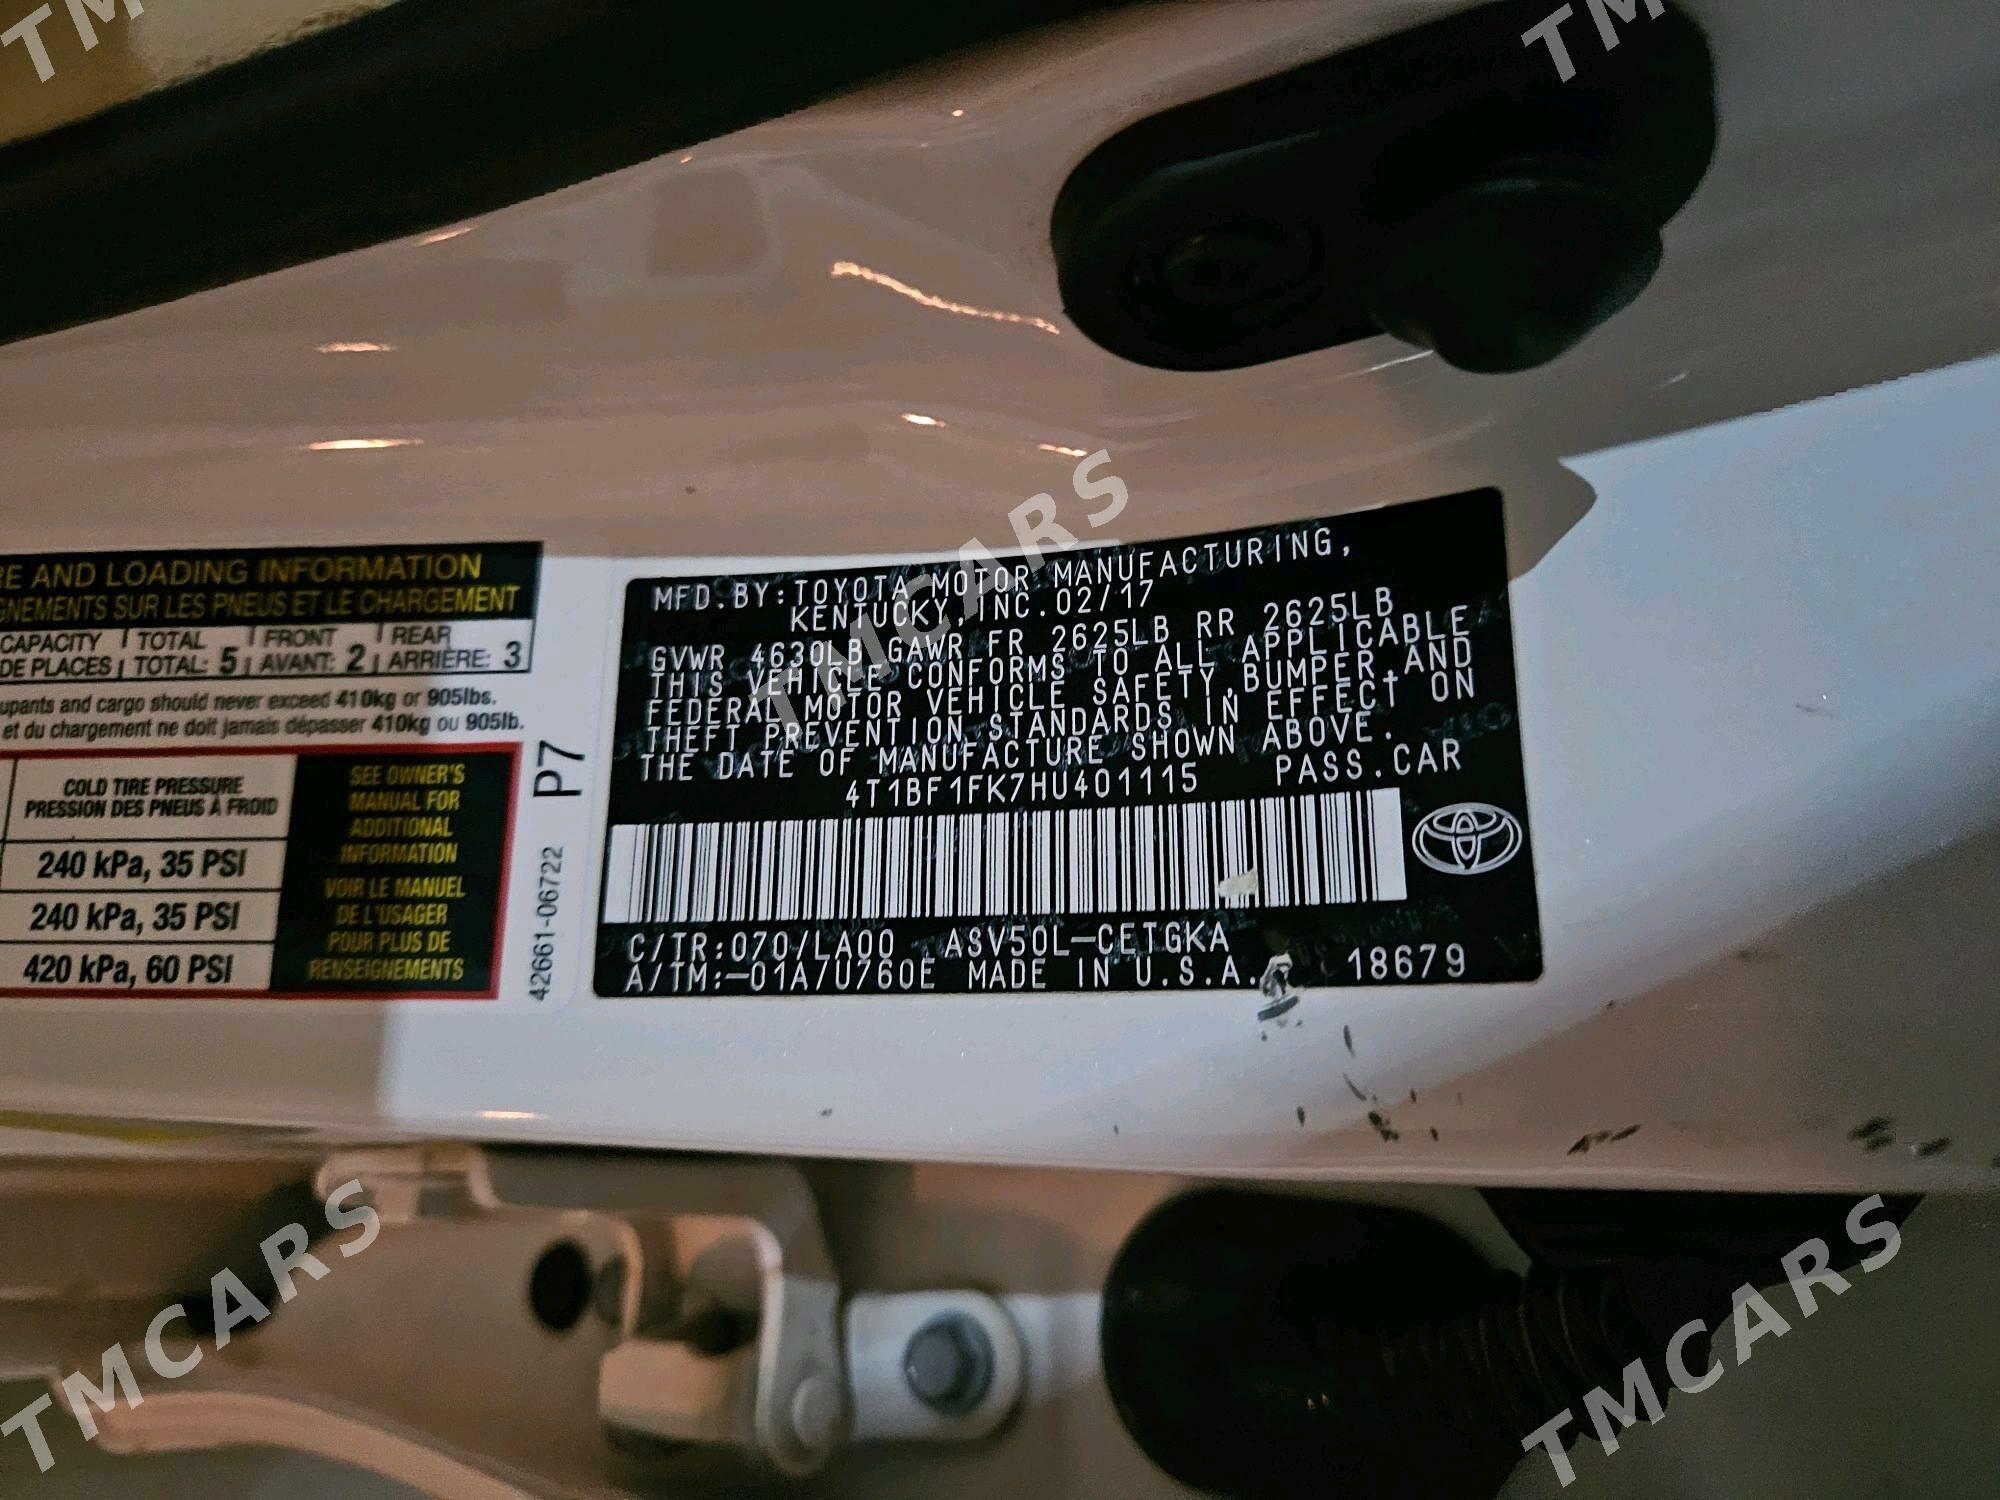 RE AND LOADING INFORMATION
GNEMENTS SUR LES PNEUS ET LE CHARGEMENT
CAPACITY TOTAL FRONT REAR
DE PLACES TOTAL: 5 AVANT: 2 ARRIÈRE: 3
upants and cargo should never exceed 410kg or 905lbs.
et du chargement ne doit jamais dépasser 410kg ou 905lb.
COLD TIRE PRESSURE
PRESSION DES PNEUS À FROID
240 kPa, 35 PSI
240 kPa, 35 PSI
420 kPa, 60 PSI
SEE OWNER'S
MANUAL FOR
ADDITIONAL
INFORMATION
VOIR LE MANUEL
DE L'USAGER
POUR PLUS DE
RENSEIGNEMENTS
P7
42661-06722
MFD.BY:TOYOTA MOTOR MANUFACTURING,
KENTUCKY,INC.02/17
GVWR 4630LB GAWR FR 2625LB RR 2625LB
THIS VEHICLE CONFORMS TO ALL APPLICABLE
FEDERAL MOTOR VEHICLE SAFETY,BUMPER,AND
THEFT PREVENTION STANDARDS IN EFFECT ON
THE DATE OF MANUFACTURE SHOWN ABOVE.
4T1BF1FK7HU401115 PASS.CAR
C/TR:070/LA00 ASV50L-CETGKA
A/TM:-01A/U760E MADE IN U.S.A. 18679
TMCARS
TMCARS
TMCARS